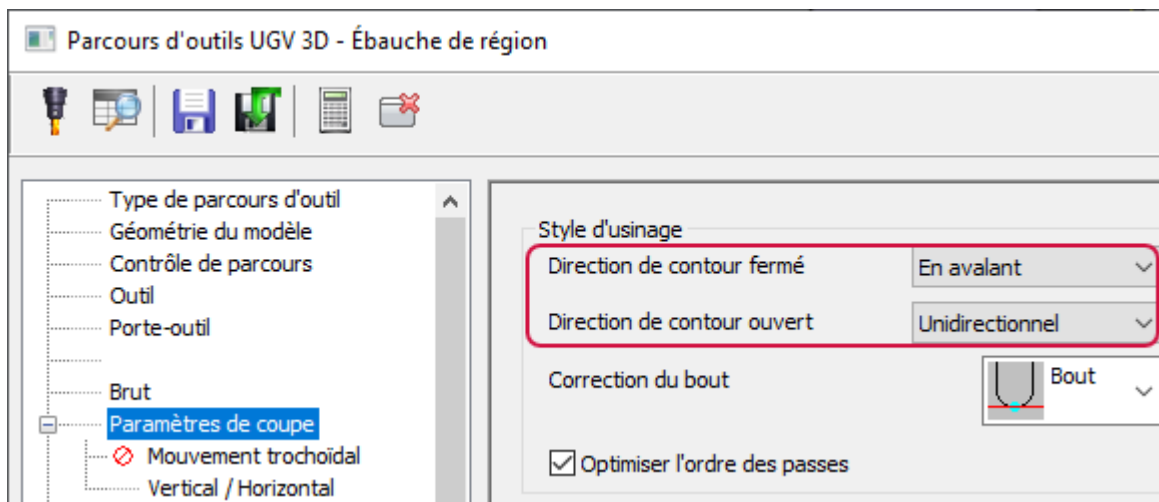 Parcours d'outils UGV 3D - Ébauche de région
Type de parcours d'outil
Géométrie du modèle
Contrôle de parcours
Outil
Porte-outil
Brut
Paramètres de coupe
Mouvement trochoïdal
Vertical / Horizontal
Style d'usinage
Direction de contour fermé En avalant
Direction de contour ouvert Unidirectionnel
Correction du bout Bout
Optimiser l'ordre des passes